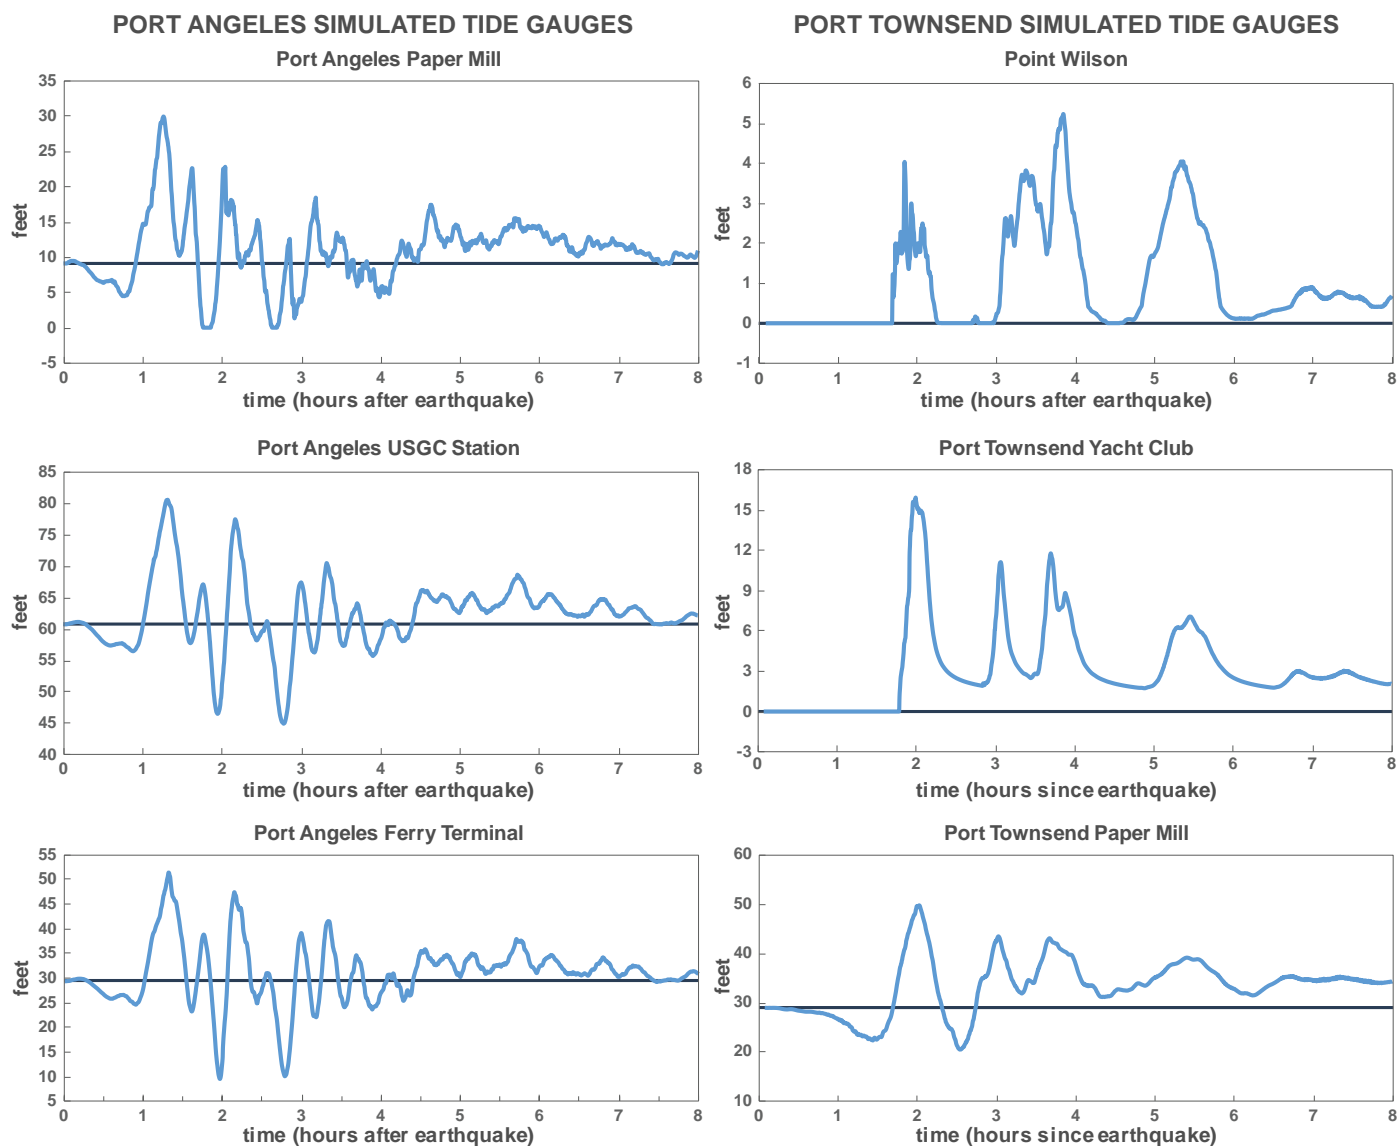 PORT ANGELES SIMULATED TIDE GAUGES
Port Angeles Paper Mill
feet
35
30
25
20
15
10
5
0
-5
0 1 2 3 4 5 6 7 8
time (hours after earthquake)
Port Angeles USGC Station
feet
85
80
75
70
65
60
55
50
45
40
0 1 2 3 4 5 6 7 8
time (hours after earthquake)
Port Angeles Ferry Terminal
feet
55
50
45
40
35
30
25
20
15
10
5
0 1 2 3 4 5 6 7 8
time (hours after earthquake)
PORT TOWNSEND SIMULATED TIDE GAUGES
Point Wilson
feet
6
5
4
3
2
1
0
-1
0 1 2 3 4 5 6 7 8
time (hours after earthquake)
Port Townsend Yacht Club
feet
18
15
12
9
6
3
0
-3
0 1 2 3 4 5 6 7 8
time (hours since earthquake)
Port Townsend Paper Mill
feet
60
50
40
30
20
10
0 1 2 3 4 5 6 7 8
time (hours since earthquake)